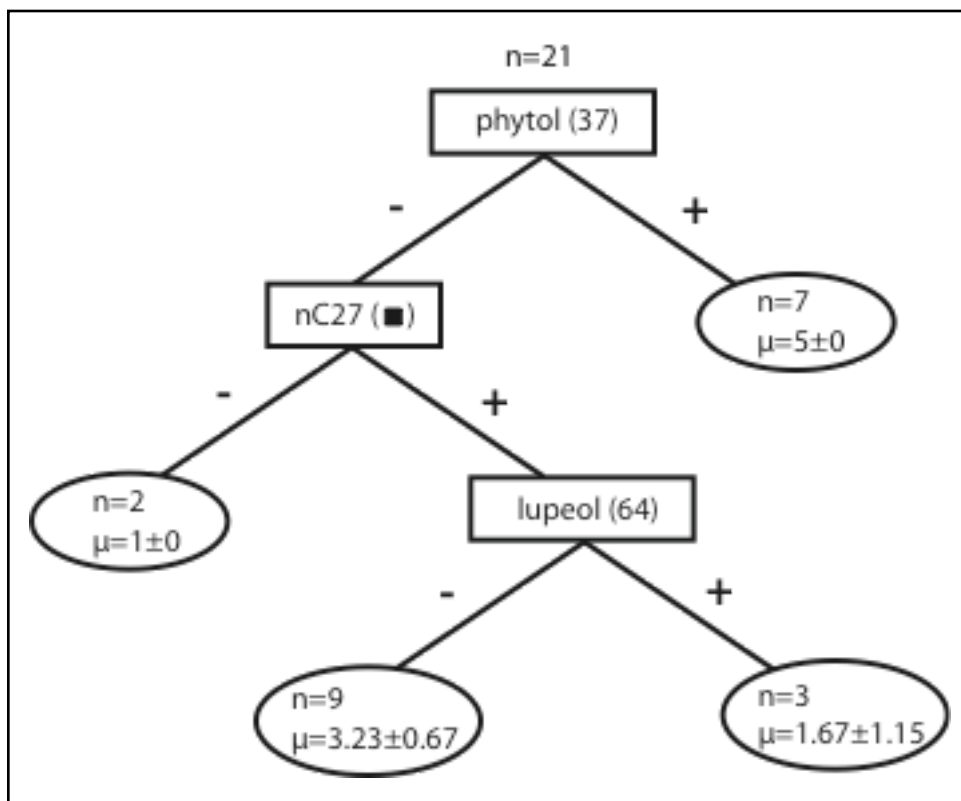 n=21
phytol (37)
-
+
nC27 (■)
n=7
μ=5±0
-
+
n=2
μ=1±0
lupeol (64)
-
+
n=9
μ=3.23±0.67
n=3
μ=1.67±1.15